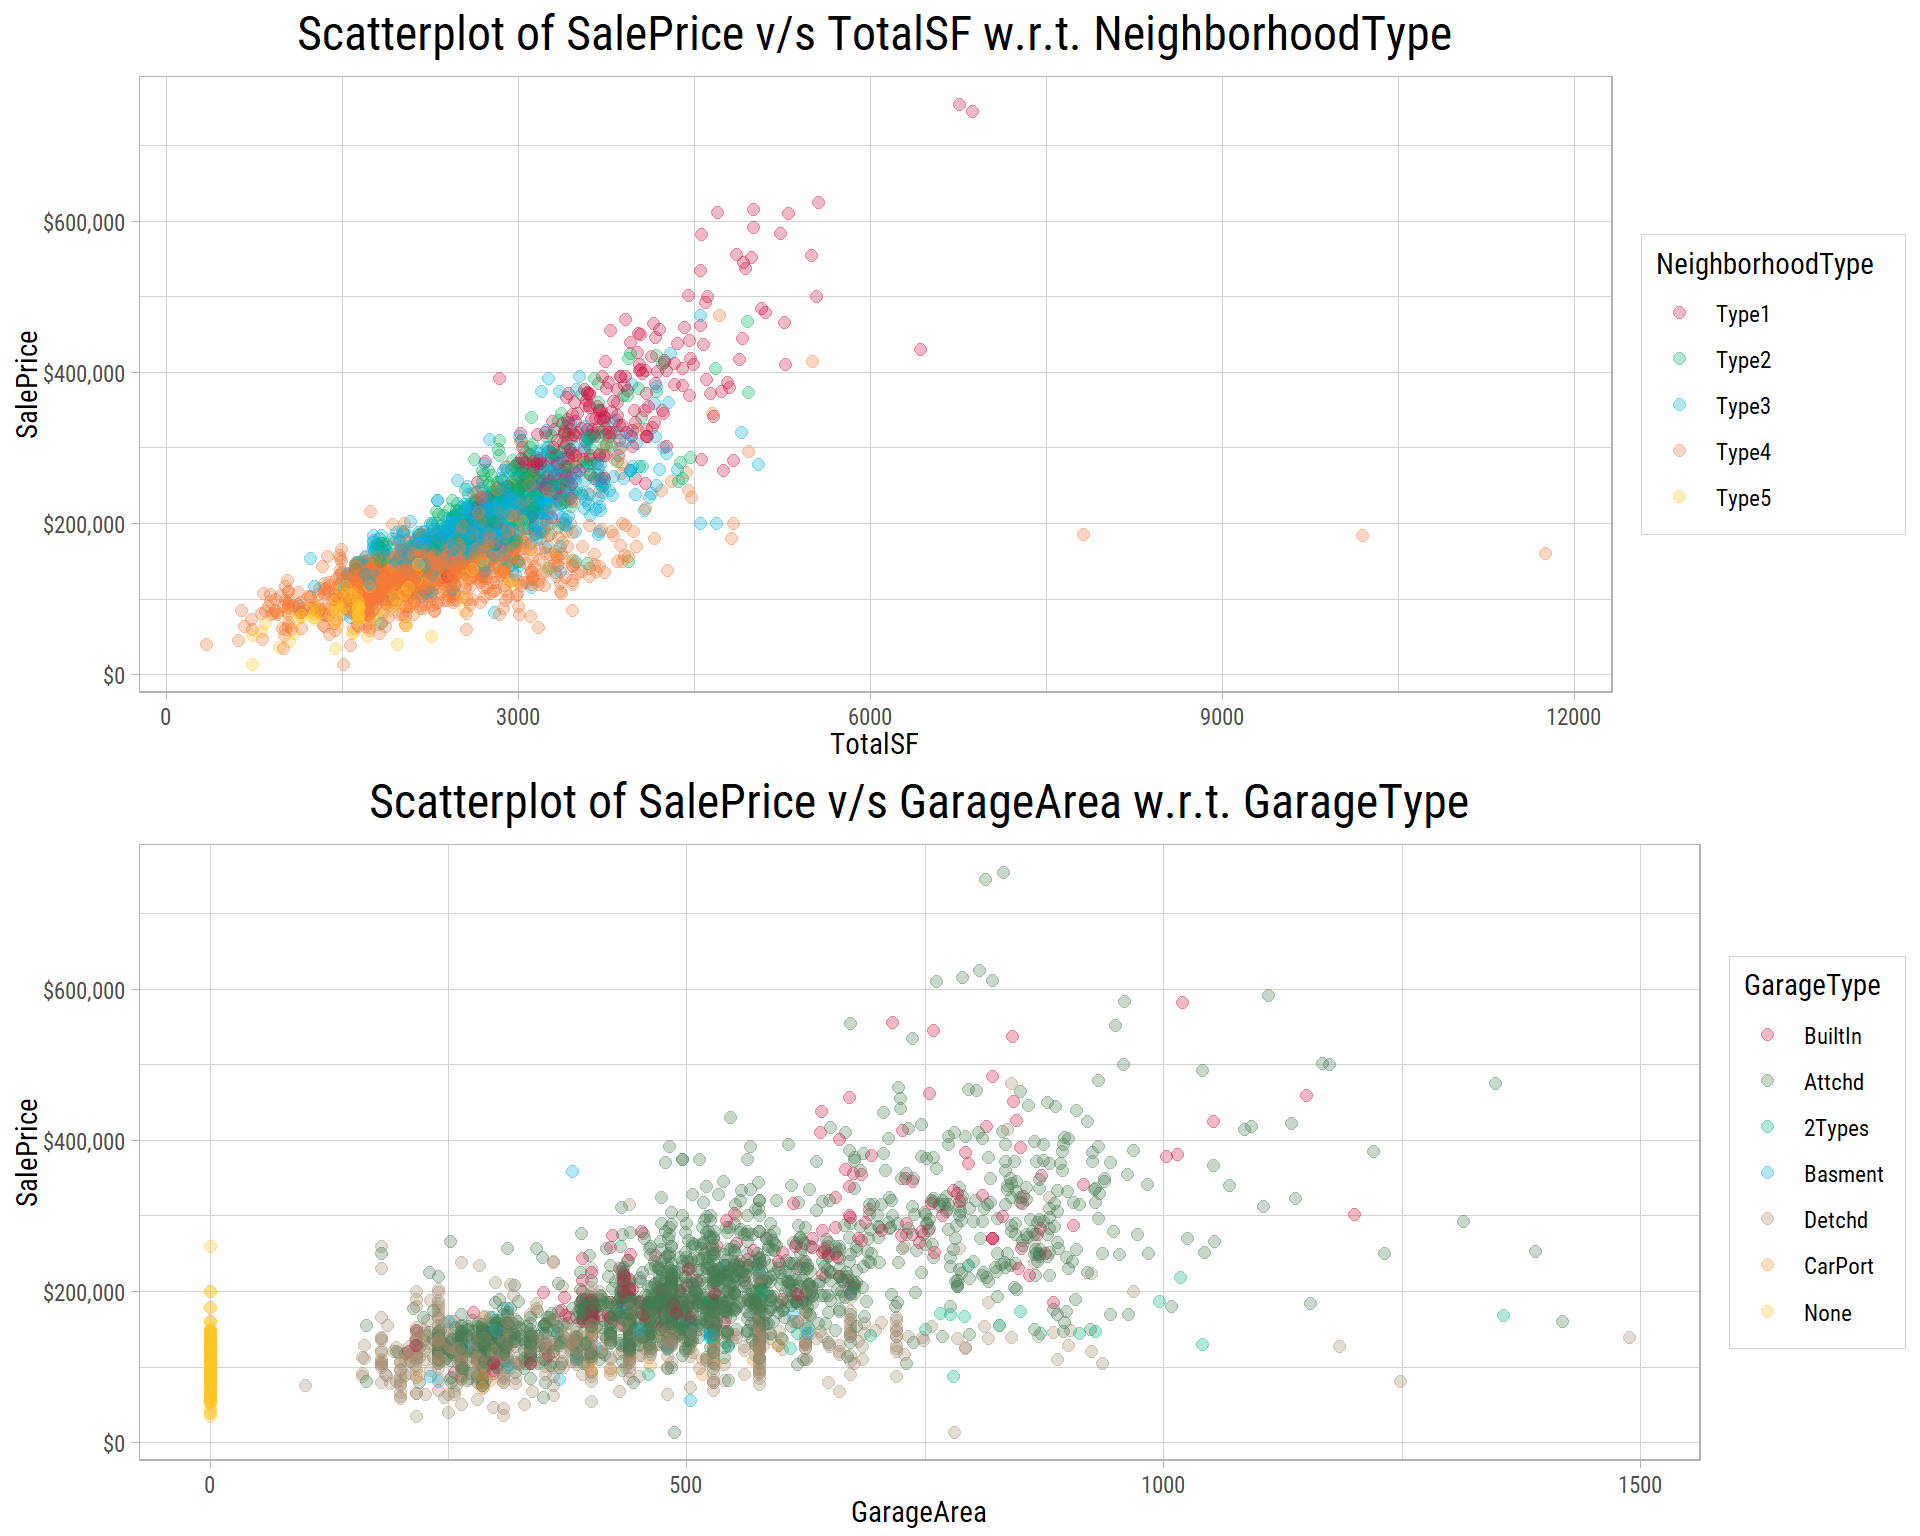 Scatterplot of SalePrice v/s TotalSF w.r.t. NeighborhoodType
SalePrice
$600,000
$400,000
$200,000
$0
0 3000 6000 9000 12000
TotalSF
NeighborhoodType
Type1
Type2
Type3
Type4
Type5
Scatterplot of SalePrice v/s GarageArea w.r.t. GarageType
SalePrice
$600,000
$400,000
$200,000
$0
0 500 1000 1500
GarageArea
GarageType
BuiltIn
Attchd
2Types
Basment
Detchd
CarPort
None